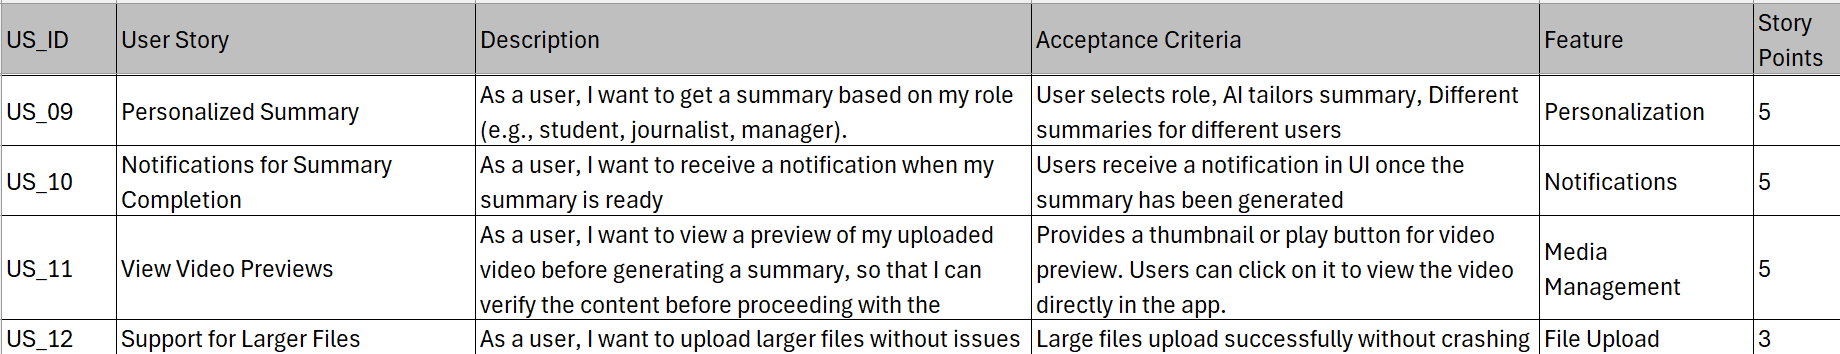 US_ID User Story Description Acceptance Criteria Feature Story Points
US_09 Personalized Summary As a user, I want to get a summary based on my role User selects role, AI tailors summary, Different Personalization 5
(e.g., student, journalist, manager). summaries for different users
US_10 Notifications for Summary As a user, I want to receive a notification when my Users receive a notification in UI once the Notifications 5
Completion summary is ready summary has been generated
US_11 View Video Previews As a user, I want to view a preview of my uploaded Provides a thumbnail or play button for video Media 5
video before generating a summary, so that I can preview. Users can click on it to view the video Management
verify the content before proceeding with the directly in the app.
US_12 Support for Larger Files As a user, I want to upload larger files without issues Large files upload successfully without crashing File Upload 3